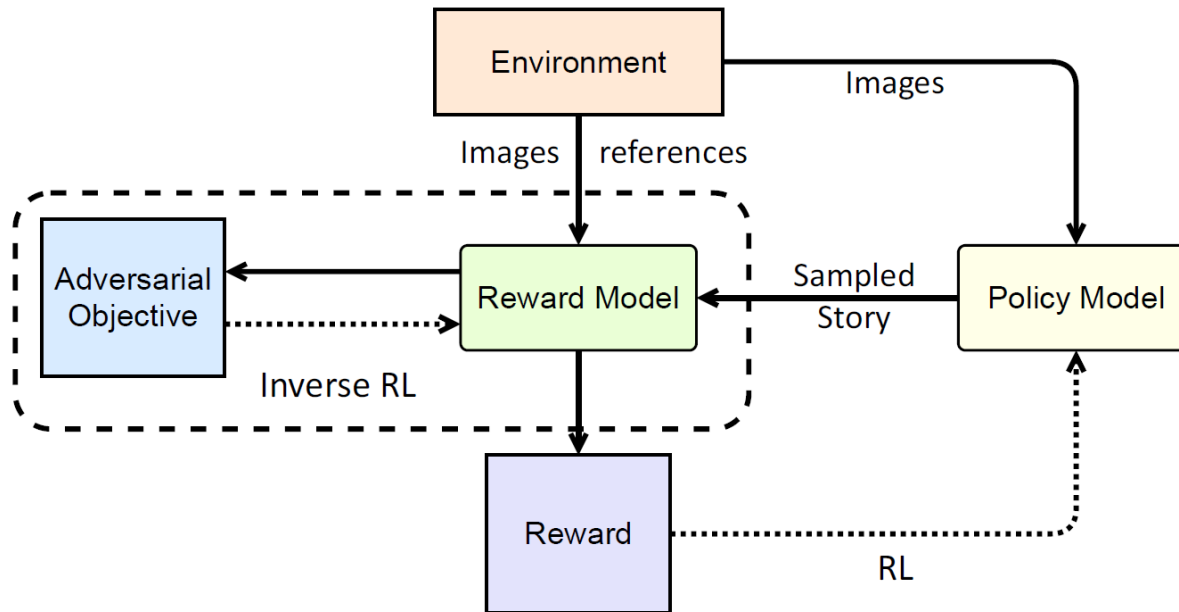 Environment
Images
Images references
Adversarial
Objective
Reward Model
Sampled
Story
Policy Model
Inverse RL
Reward
RL